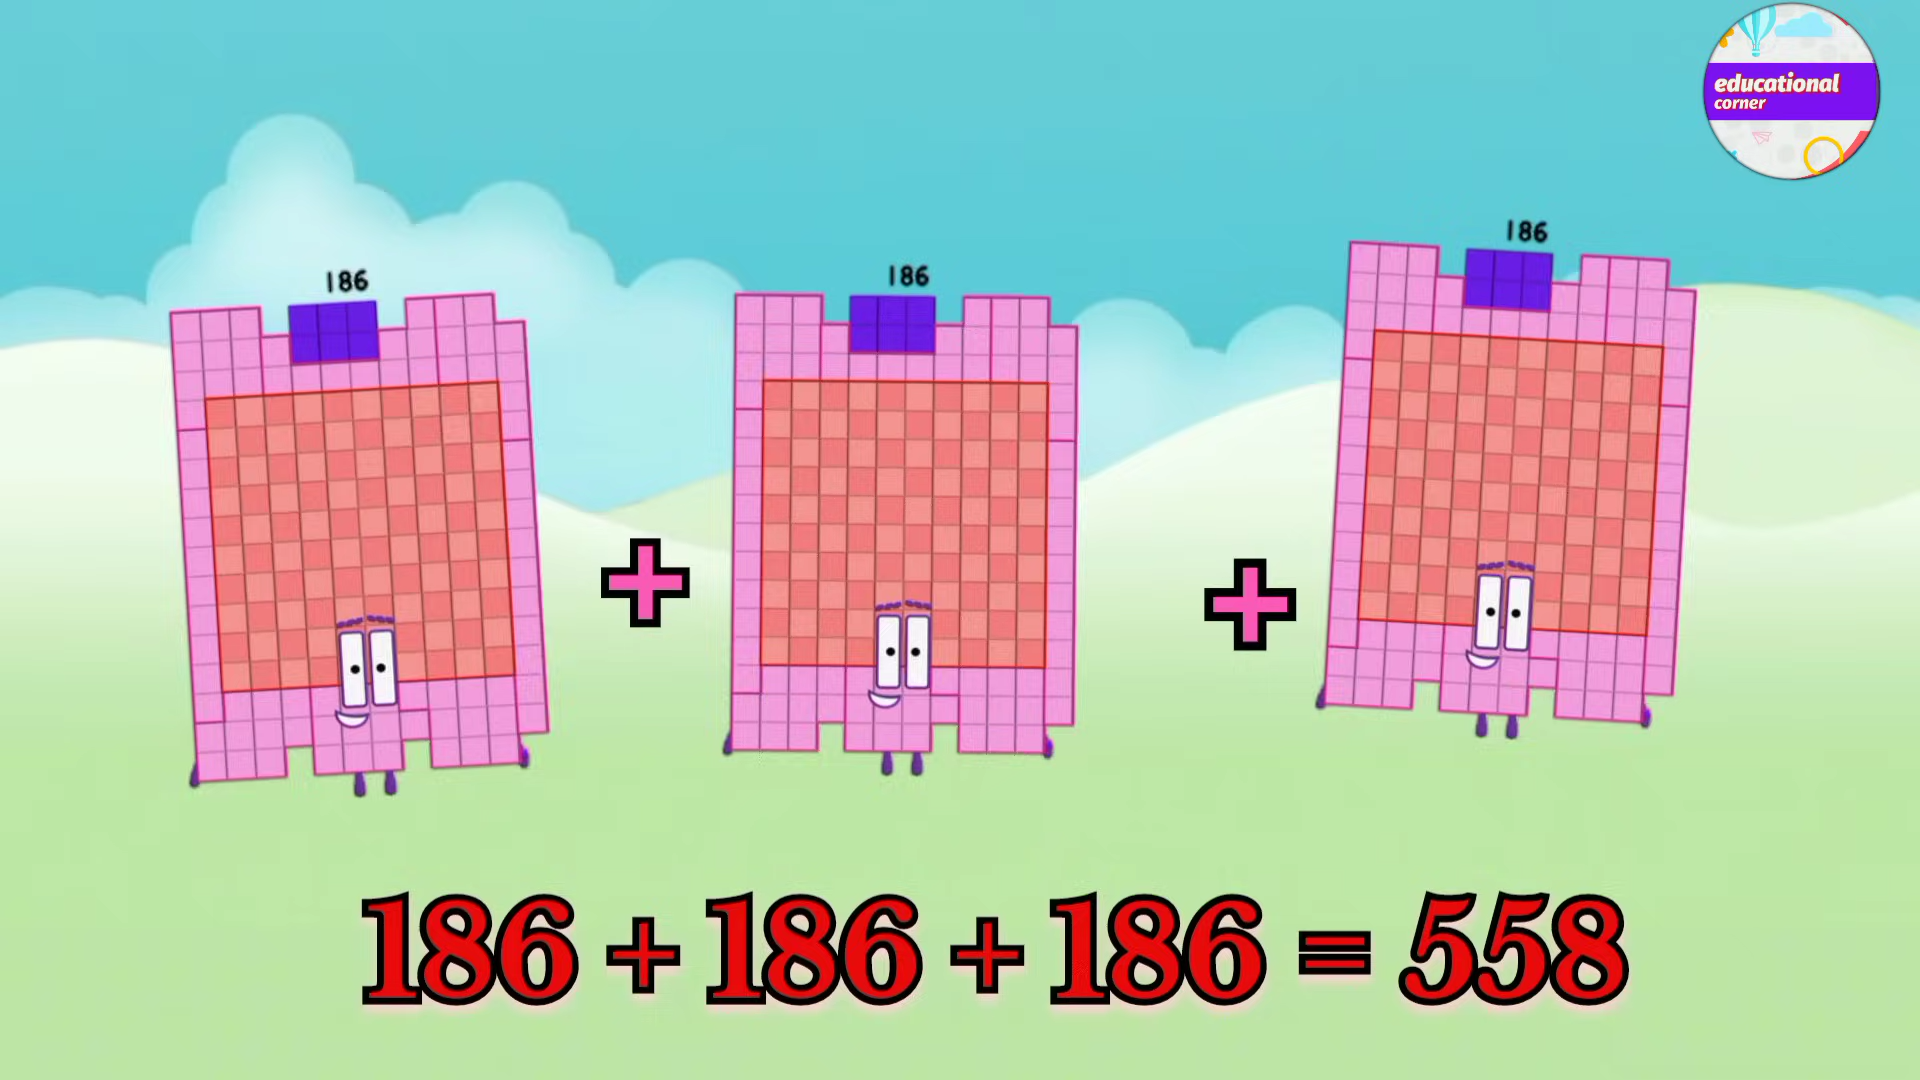 educational
corner
186
186
186
186 + 186 + 186 = 558